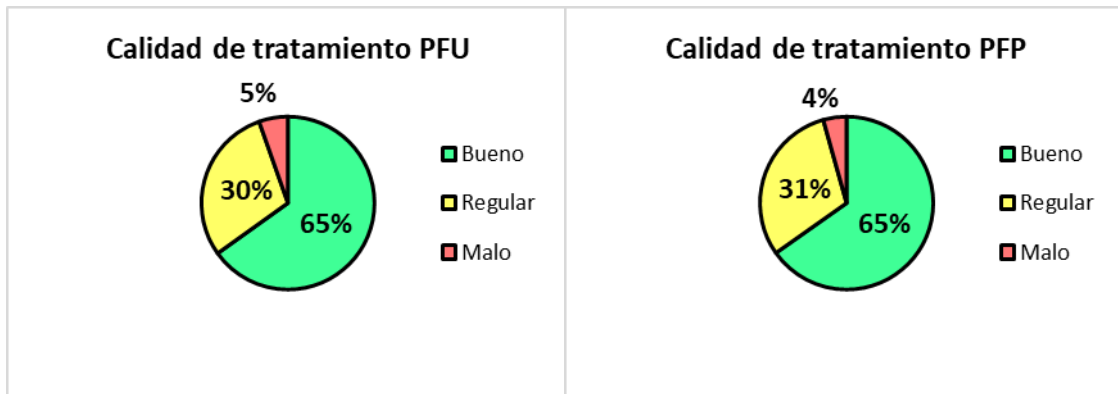 Calidad de tratamiento PFU
5%
30%
65%
Bueno
Regular
Malo
Calidad de tratamiento PFP
4%
31%
65%
Bueno
Regular
Malo